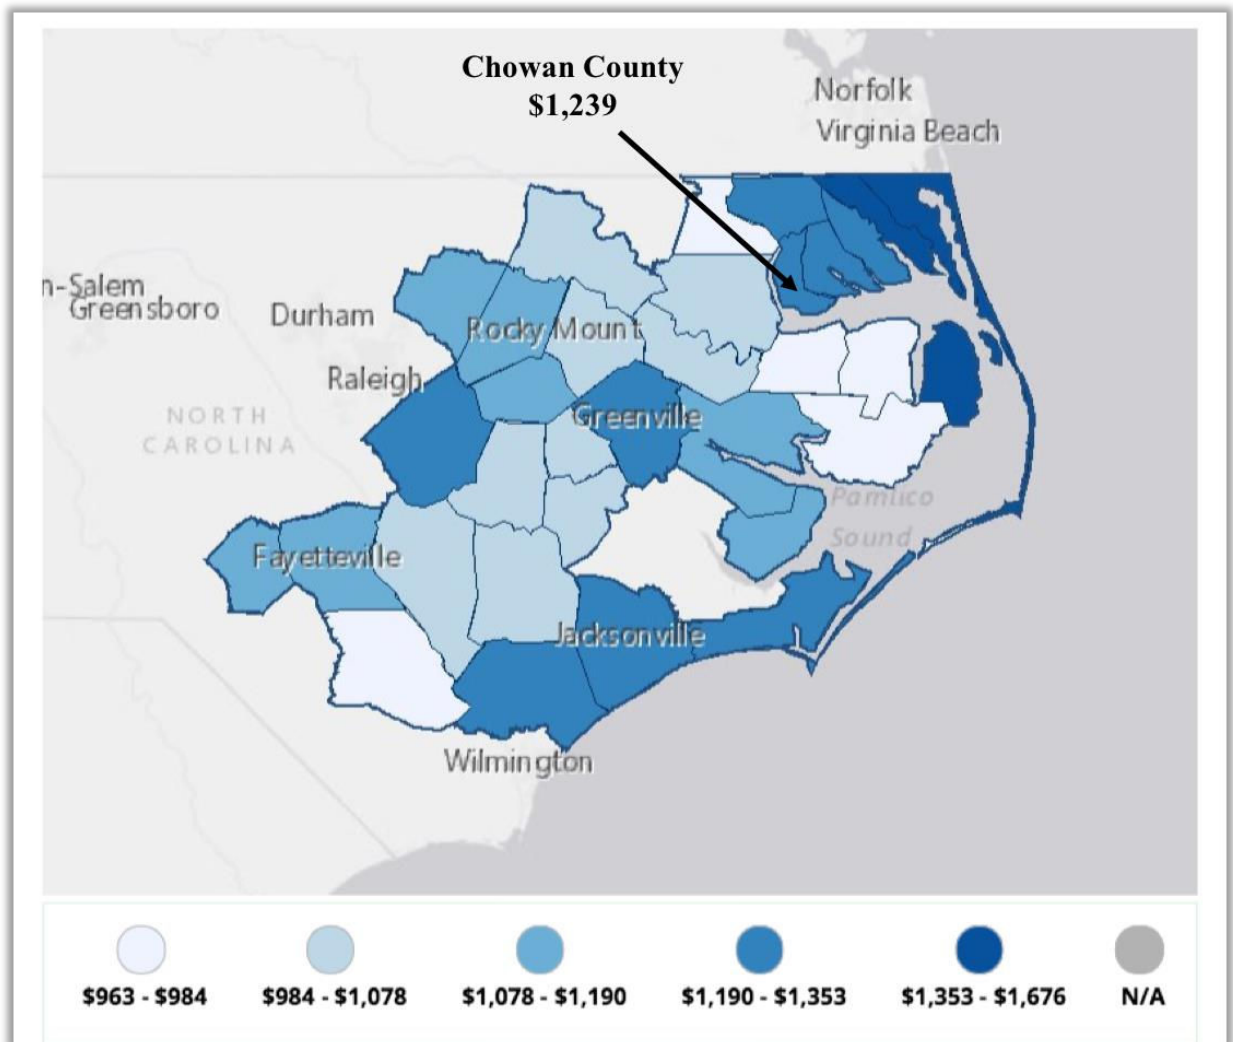 Chowan County
$1,239
Norfolk
Virginia Beach
n-Salem
Greensboro
Durham
Rocky Mount
Raleigh
NORTH
CAROLINA
Greenville
Pamlico
Sound
Fayetteville
Jacksonville
Wilmington
$963 - $984
$984 - $1,078
$1,078 - $1,190
$1,190 - $1,353
$1,353 - $1,676
N/A